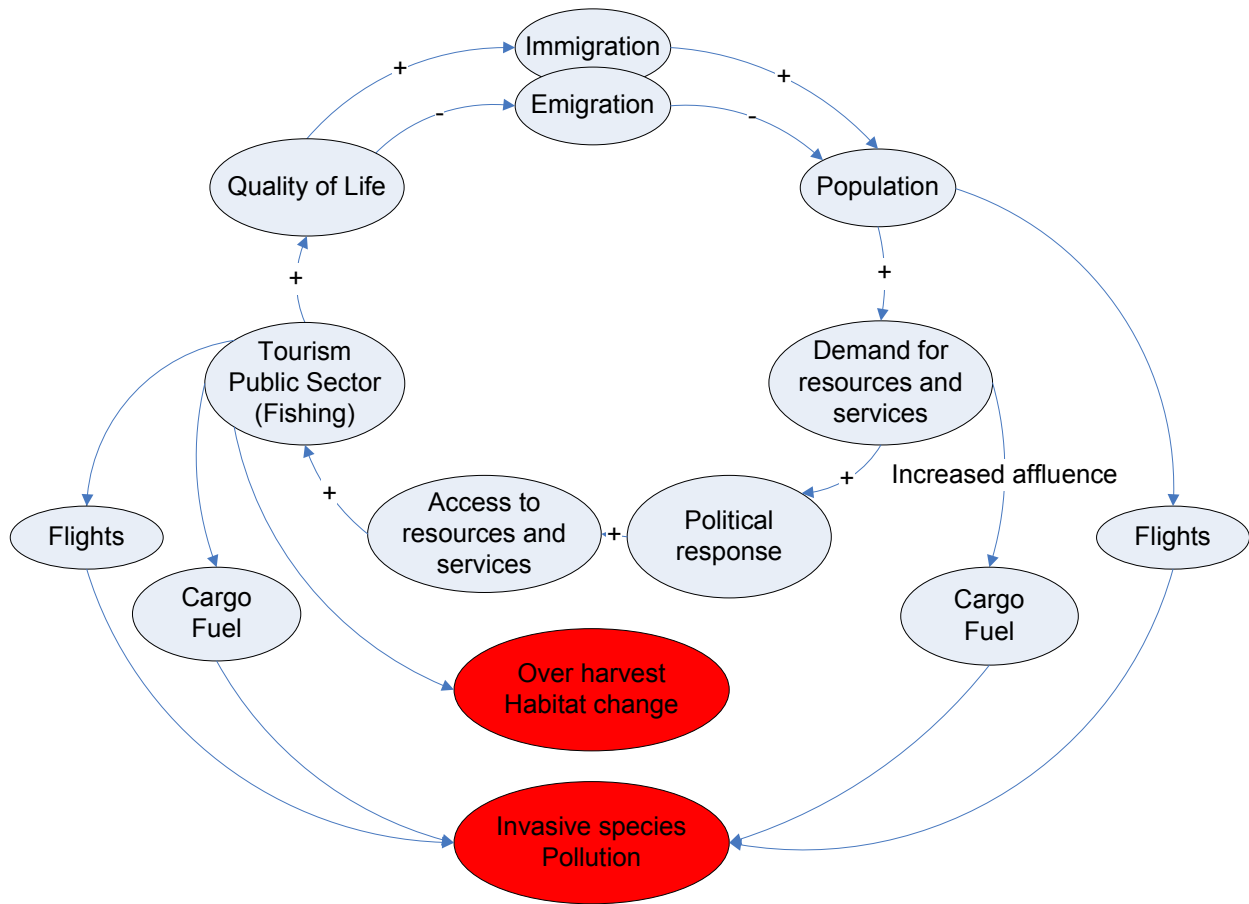 Immigration
+
+
Emigration
-
-
Quality of Life
Population
+
+
Tourism
Public Sector
(Fishing)
Demand for
resources and
services
+
Increased affluence
+
Access to
resources and
services
+
Political
response
Flights
Flights
Cargo
Fuel
Cargo
Fuel
Over harvest
Habitat change
Invasive species
Pollution